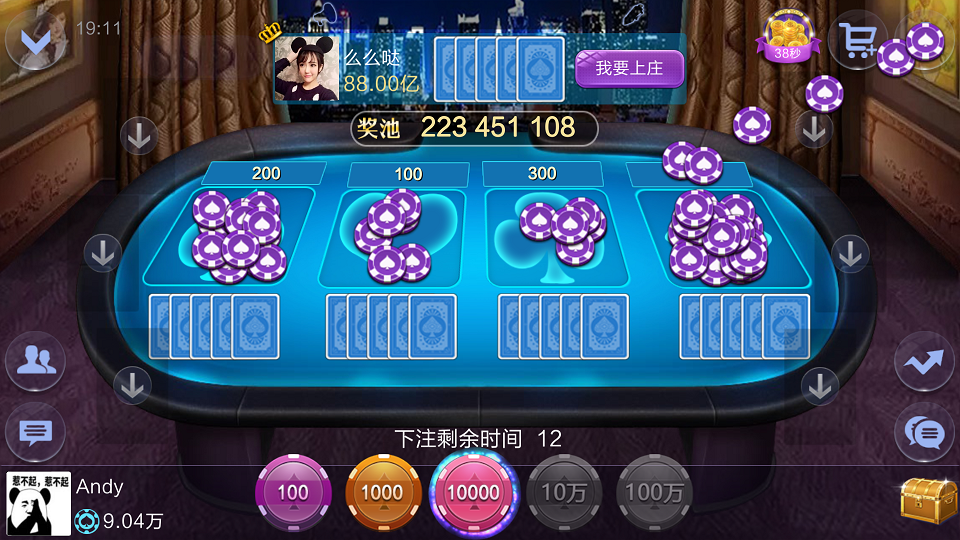 19:11
么么哒
88.00亿
我要上庄
38秒
奖池 223 451 108
200
100
300
下注剩余时间 12
惹不起，惹不起
Andy
9.04万
100
1000
10000
10万
100万